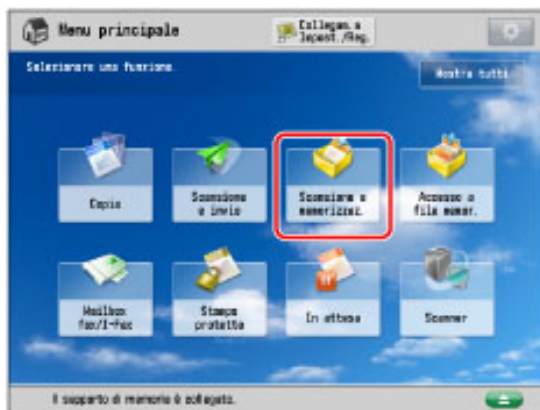 Menu principale
Collegam. a
Impost./Reg.
Selezionare una funzione.
Mostra tutti
Copia
Scansione
e invio
Scansione e
memorizzaz.
Accesso a
file memor.
Mailbox
fax/I-Fax
Stampa
protetta
In attesa
Scanner
Il supporto di memoria è collegato.